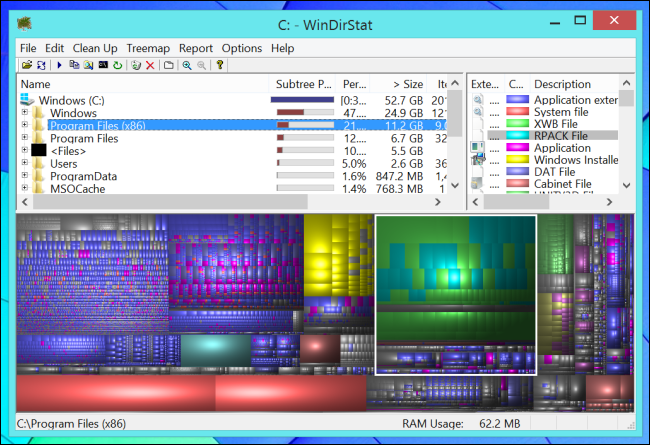 C: - WinDirStat
File Edit Clean Up Treemap Report Options Help
Name Subtree P... Per... > Size Ite
Windows (C:) [0:3... 52.7 GB 20
Windows 47.... 24.9 GB 12
Program Files (x86) 21.... 11.2 GB 9.0
Program Files 12.... 6.7 GB 32
<Files> 10.... 5.5 GB
Users 5.0% 2.6 GB 36
ProgramData 1.6% 847.2 MB 1,4
MSOCache 1.4% 768.3 MB
Exte... C... Description
.... Application exten
.... System file
.... XWB File
.... RPACK File
.... Application
.... Windows Installe
.... DAT File
.... Cabinet File
C:\Program Files (x86) RAM Usage: 62.2 MB